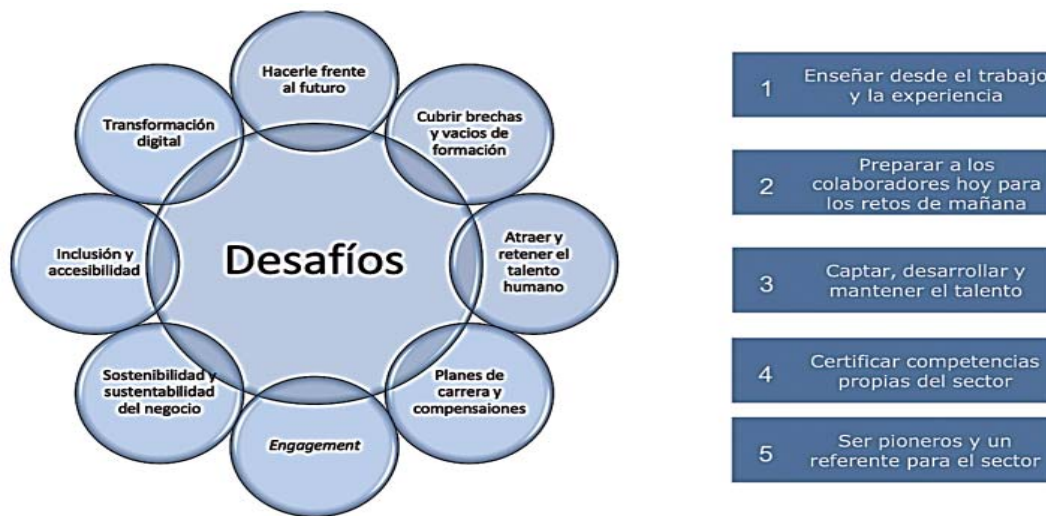 Hacerle frente
al futuro
Cubrir brechas
y vacios de
formación
Atraer y
retener el
talento
humano
Planes de
carrera y
compensaiones
Engagement
Sostenibilidad y
sustentabilidad
del negocio
Inclusión y
accesibilidad
Transformación
digital
Desafíos
1 Enseñar desde el trabajo
y la experiencia
2 Preparar a los
colaboradores hoy para
los retos de mañana
3 Captar, desarrollar y
mantener el talento
4 Certificar competencias
propias del sector
5 Ser pioneros y un
referente para el sector